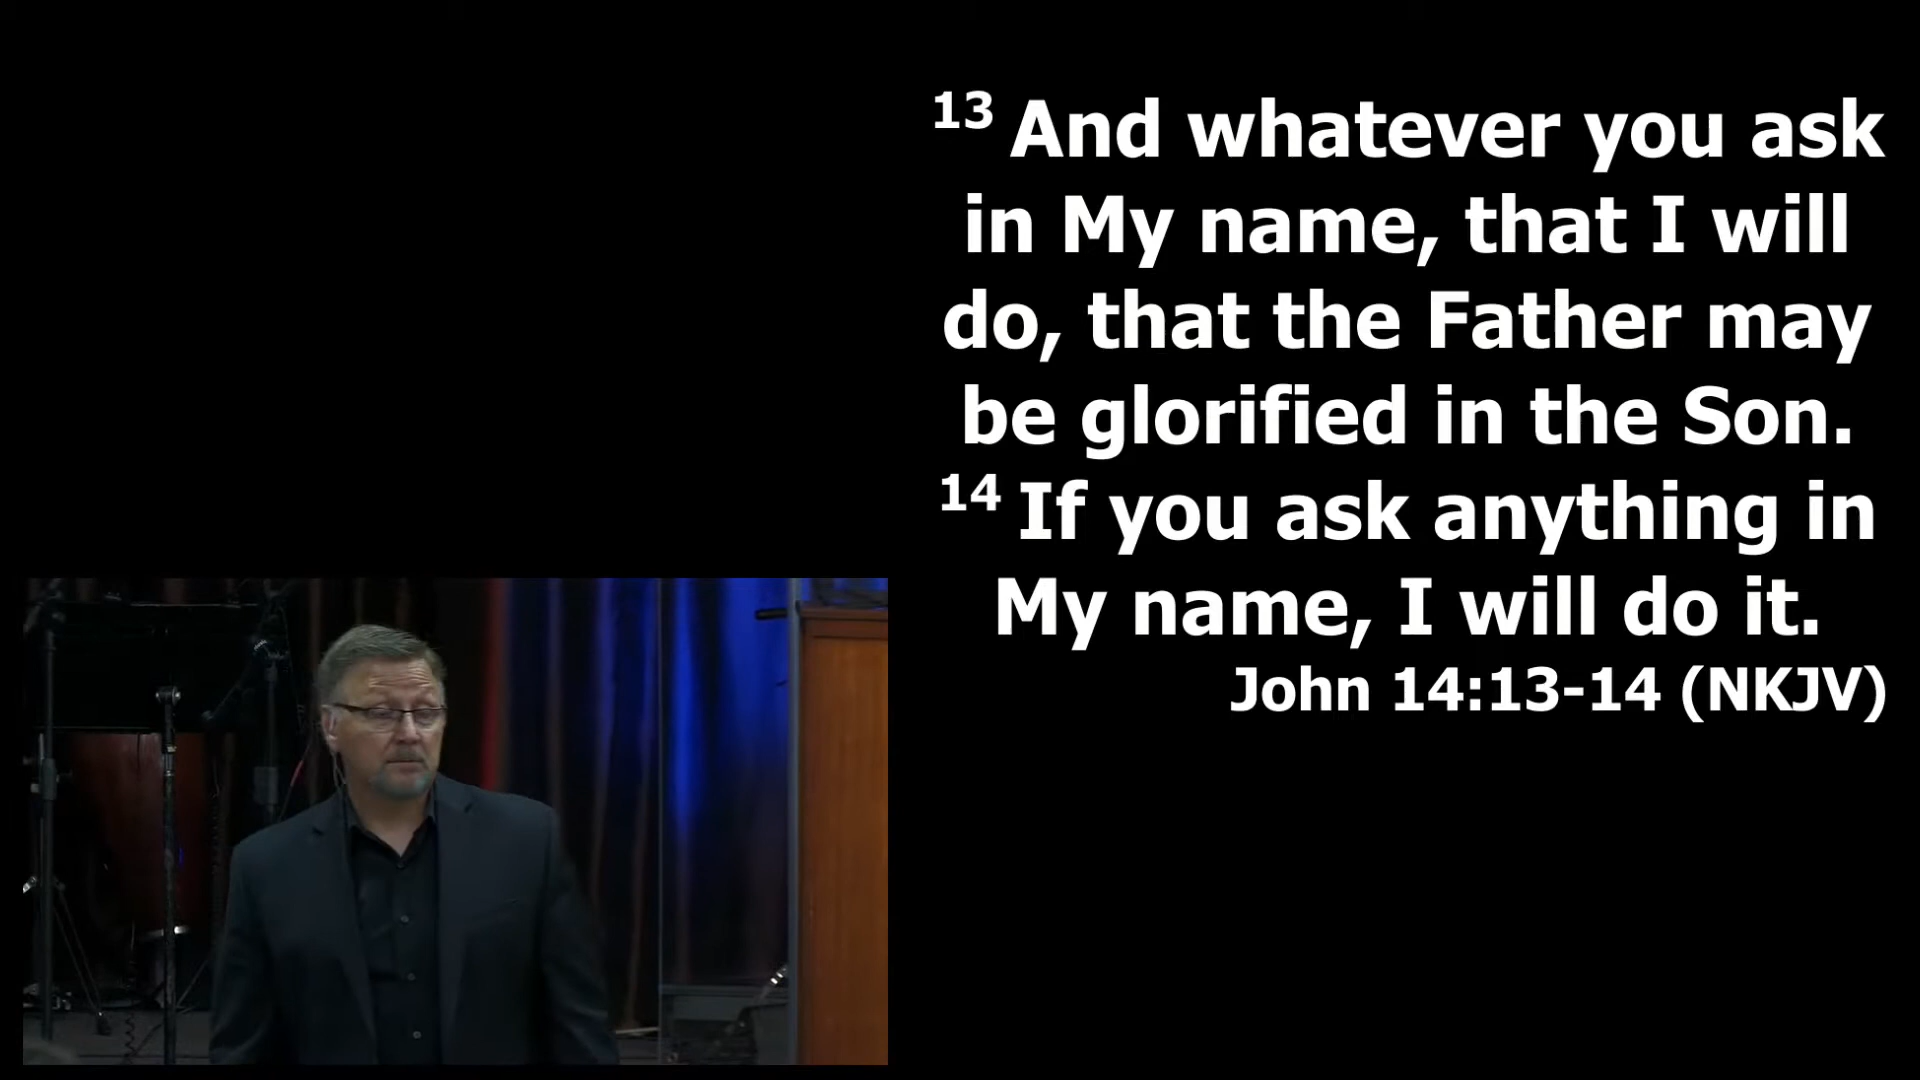 13 And whatever you ask
in My name, that I will
do, that the Father may
be glorified in the Son.
14 If you ask anything in
My name, I will do it.
John 14:13-14 (NKJV)